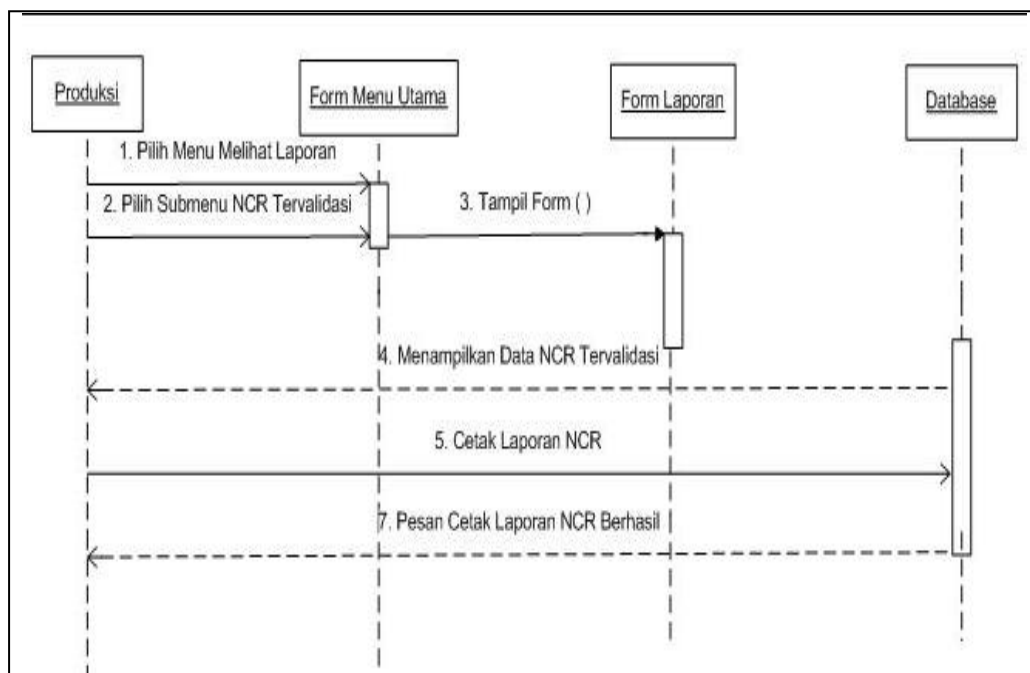 Produksi
Form Menu Utama
Form Laporan
Database
1. Pilih Menu Melihat Laporan
2. Pilih Submenu NCR Tervalidasi
3. Tampil Form ( )
4. Menampilkan Data NCR Tervalidasi
5. Cetak Laporan NCR
7. Pesan Cetak Laporan NCR Berhasil